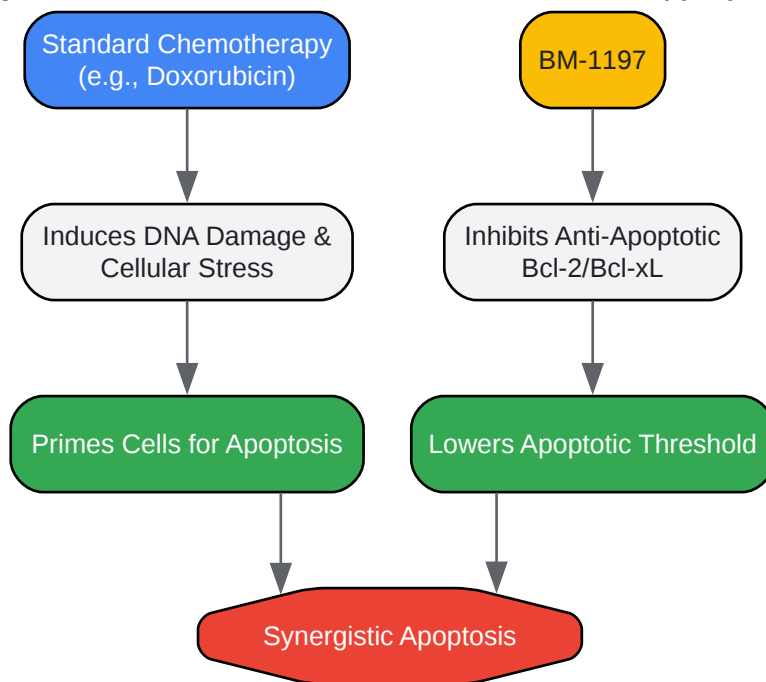 Standard Chemotherapy
(e.g., Doxorubicin)
BM-1197
Induces DNA Damage &
Cellular Stress
Inhibits Anti-Apoptotic
Bcl-2/Bcl-xL
Primes Cells for Apoptosis
Lowers Apoptotic Threshold
Synergistic Apoptosis